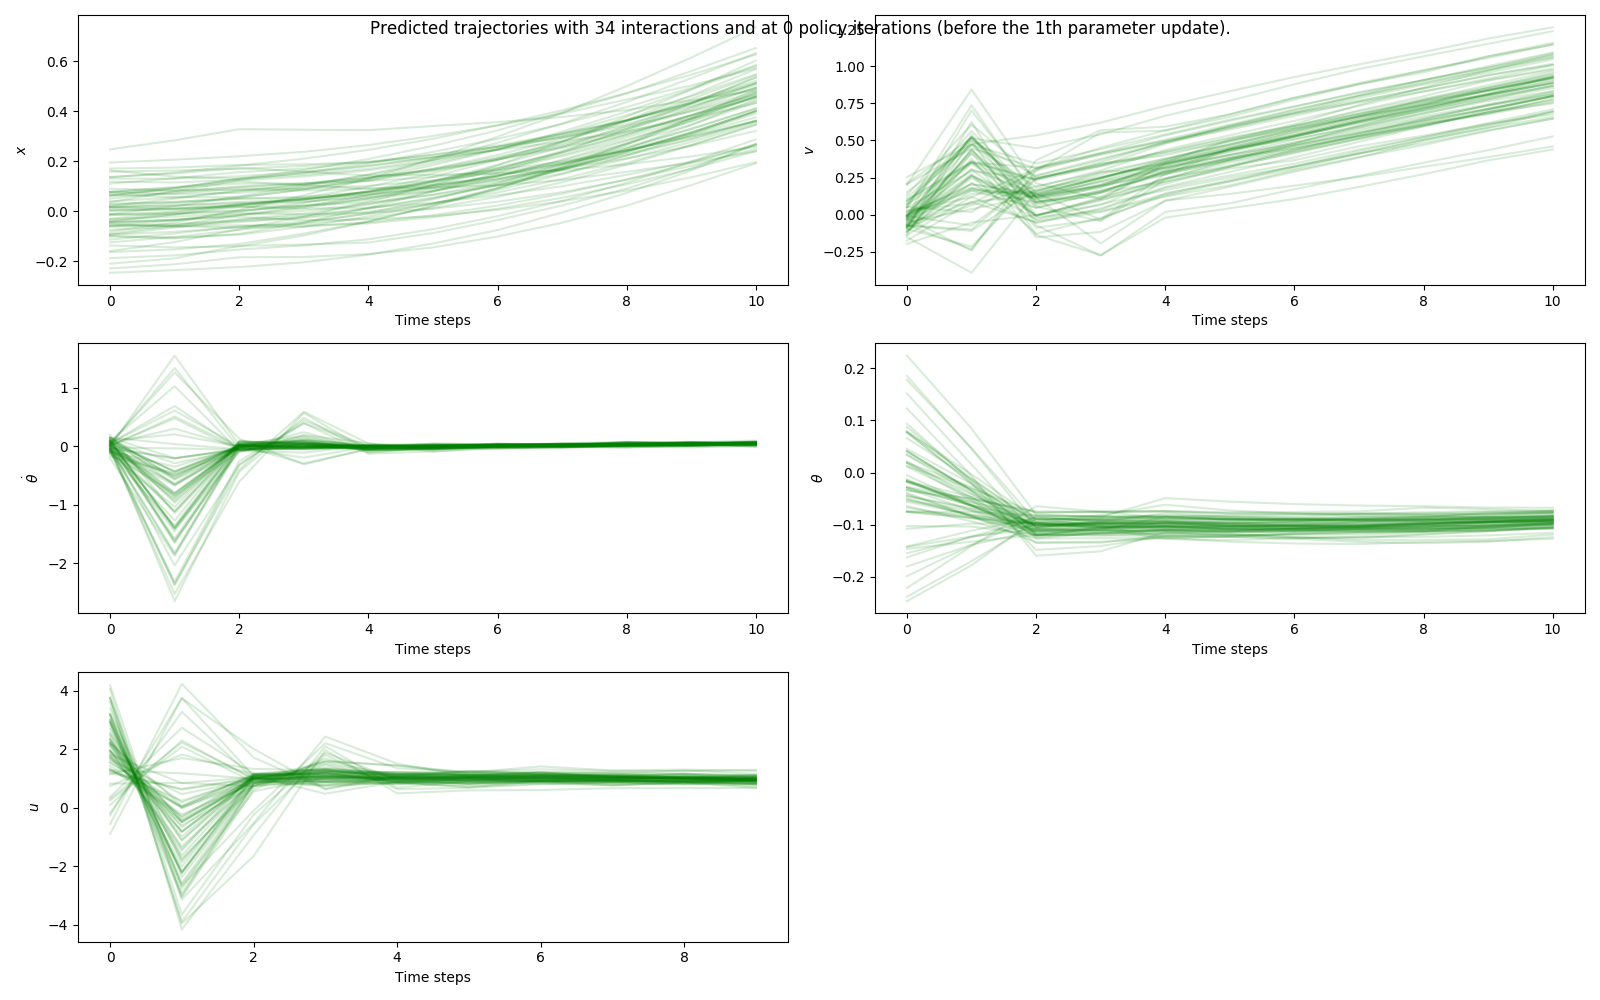 Predicted trajectories with 34 interactions and at 0 policy iterations (before the 1th parameter update).
0.6
0.4
0.2
0.0
−0.2
x
0 2 4 6 8 10
Time steps
1.25
1.00
0.75
0.50
0.25
0.00
−0.25
v
0 2 4 6 8 10
Time steps
1
0
−1
−2
θ̇
0 2 4 6 8 10
Time steps
0.2
0.1
0.0
−0.1
−0.2
θ
0 2 4 6 8 10
Time steps
4
2
0
−2
−4
u
0 2 4 6 8
Time steps